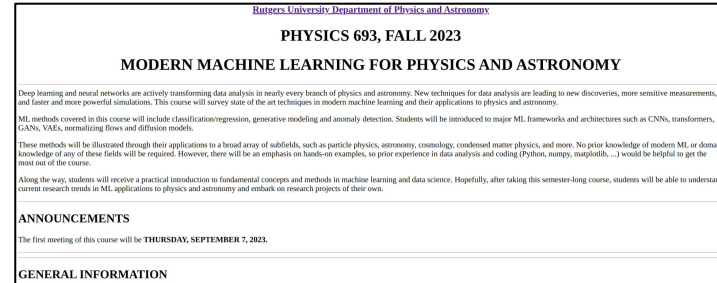 Rutgers University Department of Physics and Astronomy
PHYSICS 693, FALL 2023
MODERN MACHINE LEARNING FOR PHYSICS AND ASTRONOMY
Deep learning and neural networks are actively transforming data analysis in nearly every branch of physics and astronomy. New techniques for data analysis are leading to new discoveries, more sensitive measurements,
and faster and more powerful simulations. This course will survey state of the art techniques in modern machine learning and their applications to physics and astronomy.
ML methods covered in this course will include classification/regression, generative modeling and anomaly detection. Students will be introduced to major ML frameworks and architectures such as CNNs, transformers,
GANs, VAEs, normalizing flows and diffusion models.
These methods will be illustrated through their applications to a broad array of subfields, such as particle physics, astronomy, cosmology, condensed matter physics, and more. No prior knowledge of modern ML or doma
knowledge of any of these fields will be required. However, there will be an emphasis on hands-on examples, so prior experience in data analysis and coding (Python, numpy, matplotlib, ...) would be helpful to get the
most out of the course.
Along the way, students will receive a practical introduction to fundamental concepts and methods in machine learning and data science. Hopefully, after taking this semester-long course, students will be able to understa
current research trends in ML applications to physics and astronomy and embark on research projects of their own.
ANNOUNCEMENTS
The first meeting of this course will be THURSDAY, SEPTEMBER 7, 2023.
GENERAL INFORMATION